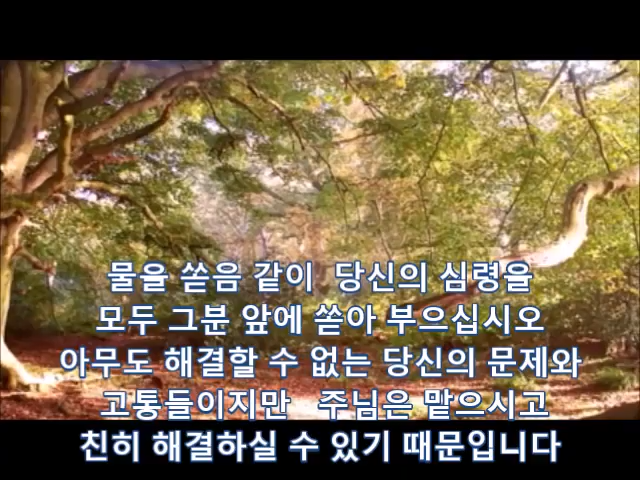 물을 쏟음 같이 당신의 심령을
모두 그분 앞에 쏟아 부으십시오
아무도 해결할 수 없는 당신의 문제와
고통들이지만 주님은 맡으시고
친히 해결하실 수 있기 때문입니다